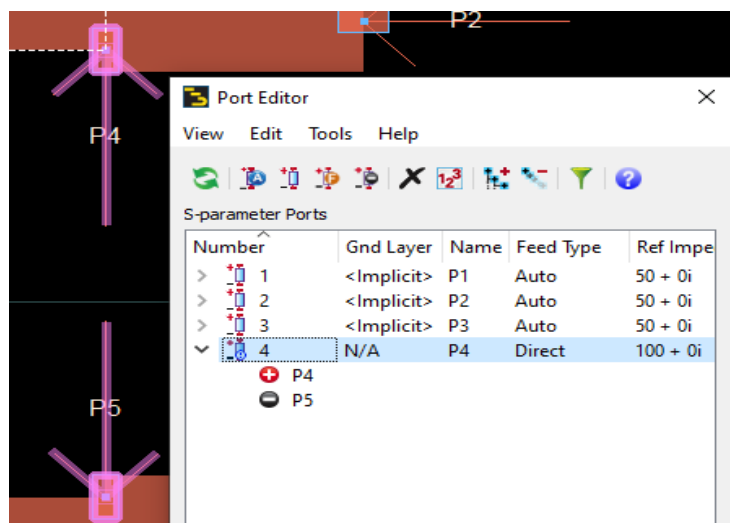 P2
P4
P5
Port Editor
View Edit Tools Help
S-parameter Ports
Number Gnd Layer Name Feed Type Ref Impe
1 <Implicit> P1 Auto 50 + 0i
2 <Implicit> P2 Auto 50 + 0i
3 <Implicit> P3 Auto 50 + 0i
4 N/A P4 Direct 100 + 0i
P4
P5